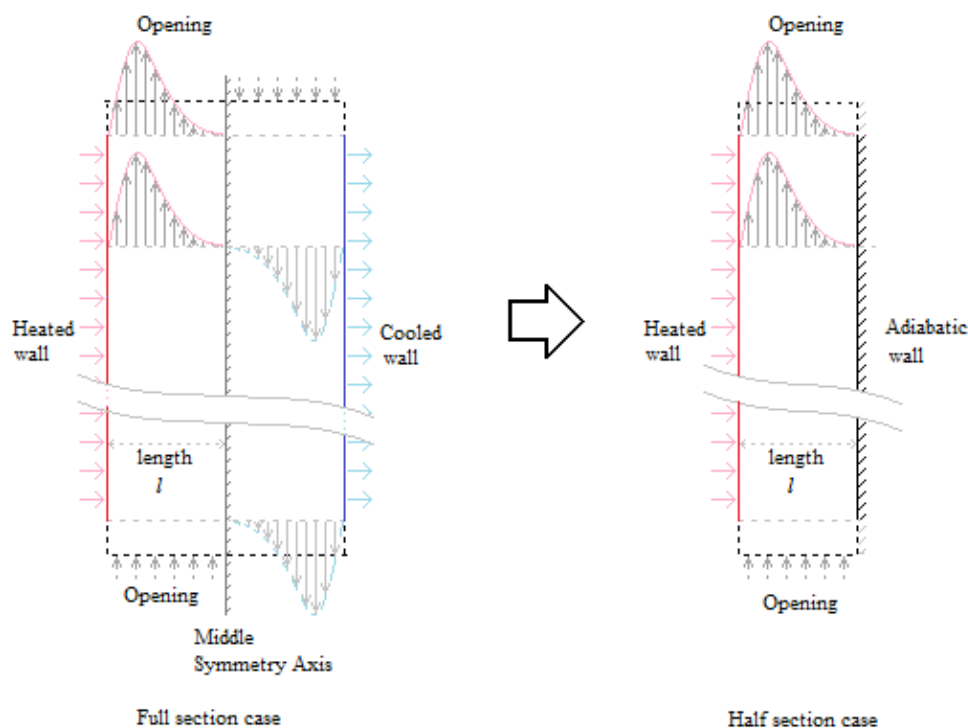 Opening
Heated
wall
Cooled
wall
length
l
Opening
Middle
Symmetry Axis
Full section case
Opening
Heated
wall
Adiabatic
wall
length
l
Opening
Half section case